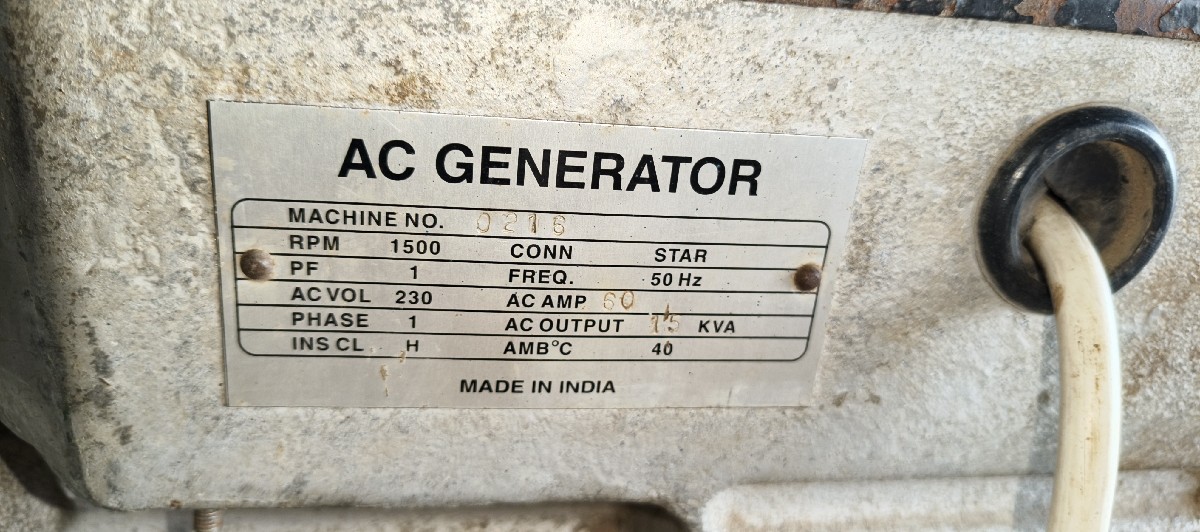 AC GENERATOR
MACHINE NO. 0216
RPM 1500 CONN STAR
PF 1 FREQ. 50 Hz
AC VOL 230 AC AMP 60
PHASE 1 AC OUTPUT 15 KVA
INS CL H AMB°C 40
MADE IN INDIA